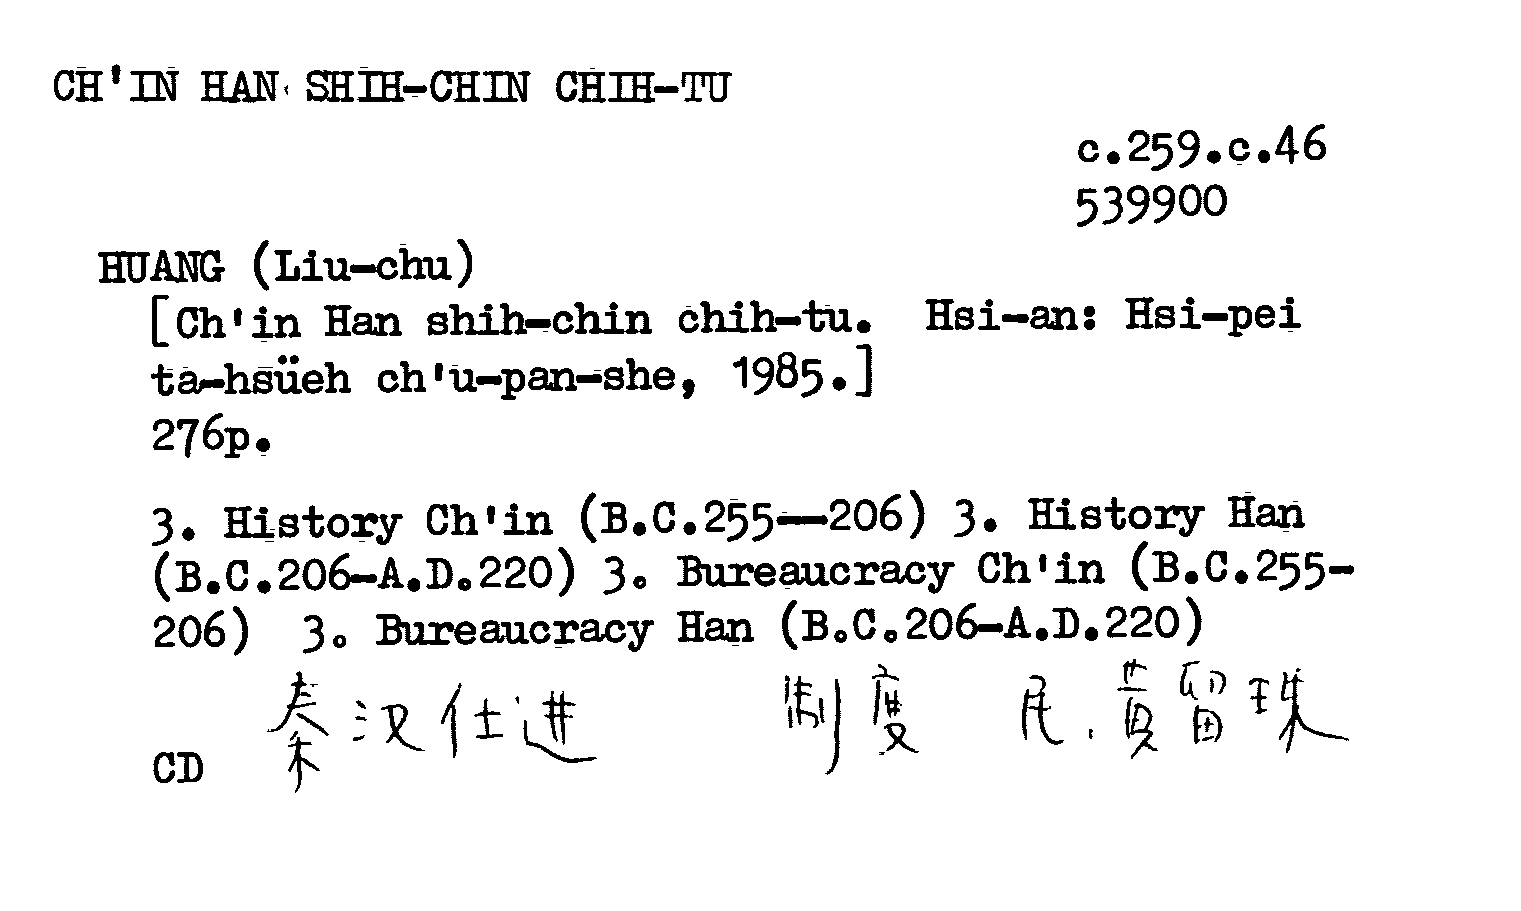 CH'IN HAN SHIH-CHIN CHIH-TU
c.259.c.46
539900
HUANG (Liu-chu)
[Ch'in Han shih-chin chih-tu. Hsi-an: Hsi-pei
ta-hsüeh ch'u-pan-she, 1985.]
276p.
3. History Ch'in (B.C.255—206) 3. History Han
(B.C.206-A.D.220) 3. Bureaucracy Ch'in (B.C.255-
206) 3. Bureaucracy Han (B.C.206-A.D.220)
秦汉仕进 制度 民. 黄留珠
CD